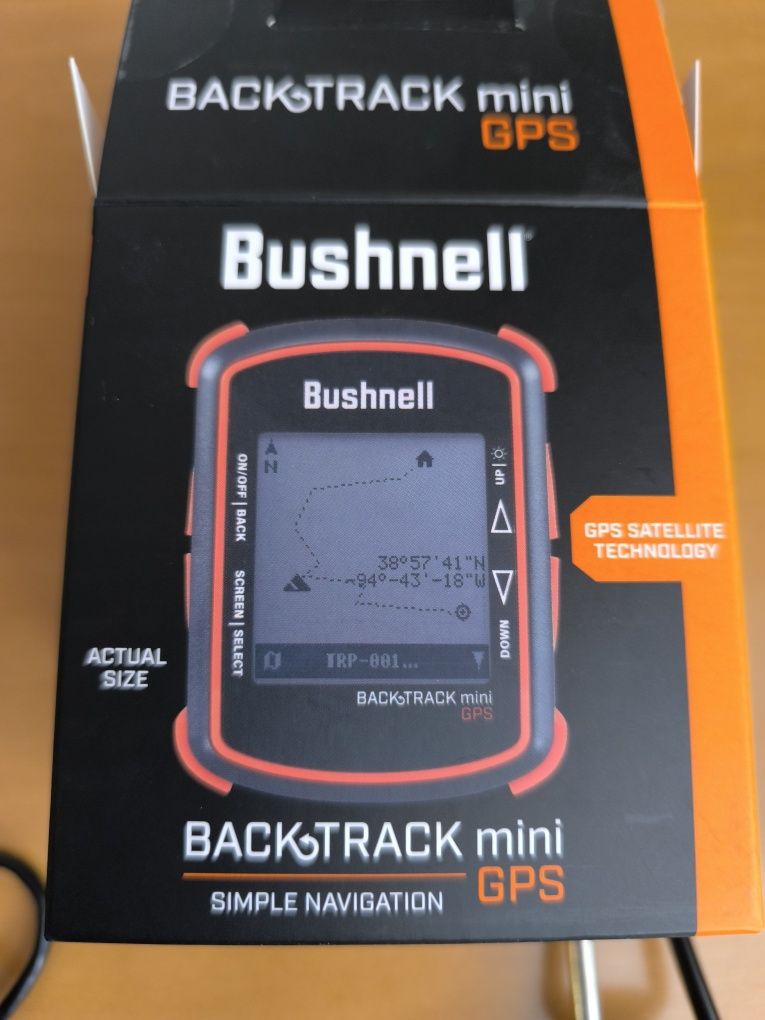 BACKTRACK mini
GPS
Bushnell
Bushnell
N
ON/OFF | BACK
SCREEN | SELECT
UP |
DOWN
38°57'41"N
-94°-43'-18"W
TRP-001...
BACKTRACK mini
GPS
GPS SATELLITE
TECHNOLOGY
ACTUAL
SIZE
BACKTRACK mini
GPS
SIMPLE NAVIGATION